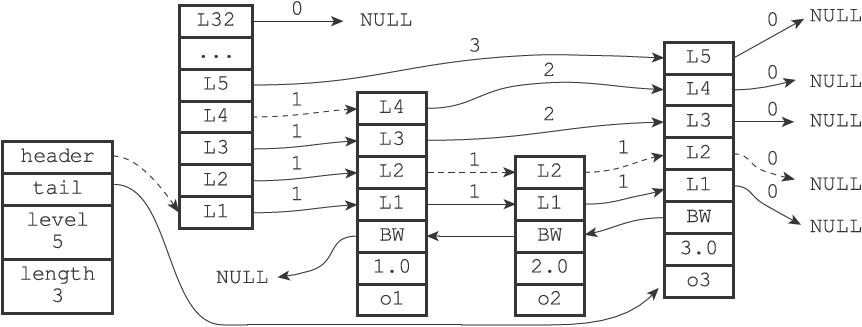 header
tail
level
5
length
3
L32
...
L5
L4
L3
L2
L1
0
NULL
3
1
1
1
1
L4
L3
L2
L1
BW
1.0
o1
NULL
2
2
1
1
L2
L1
BW
2.0
o2
1
1
L5
L4
L3
L2
L1
BW
3.0
o3
0
NULL
0
NULL
0
NULL
0
NULL
0
NULL